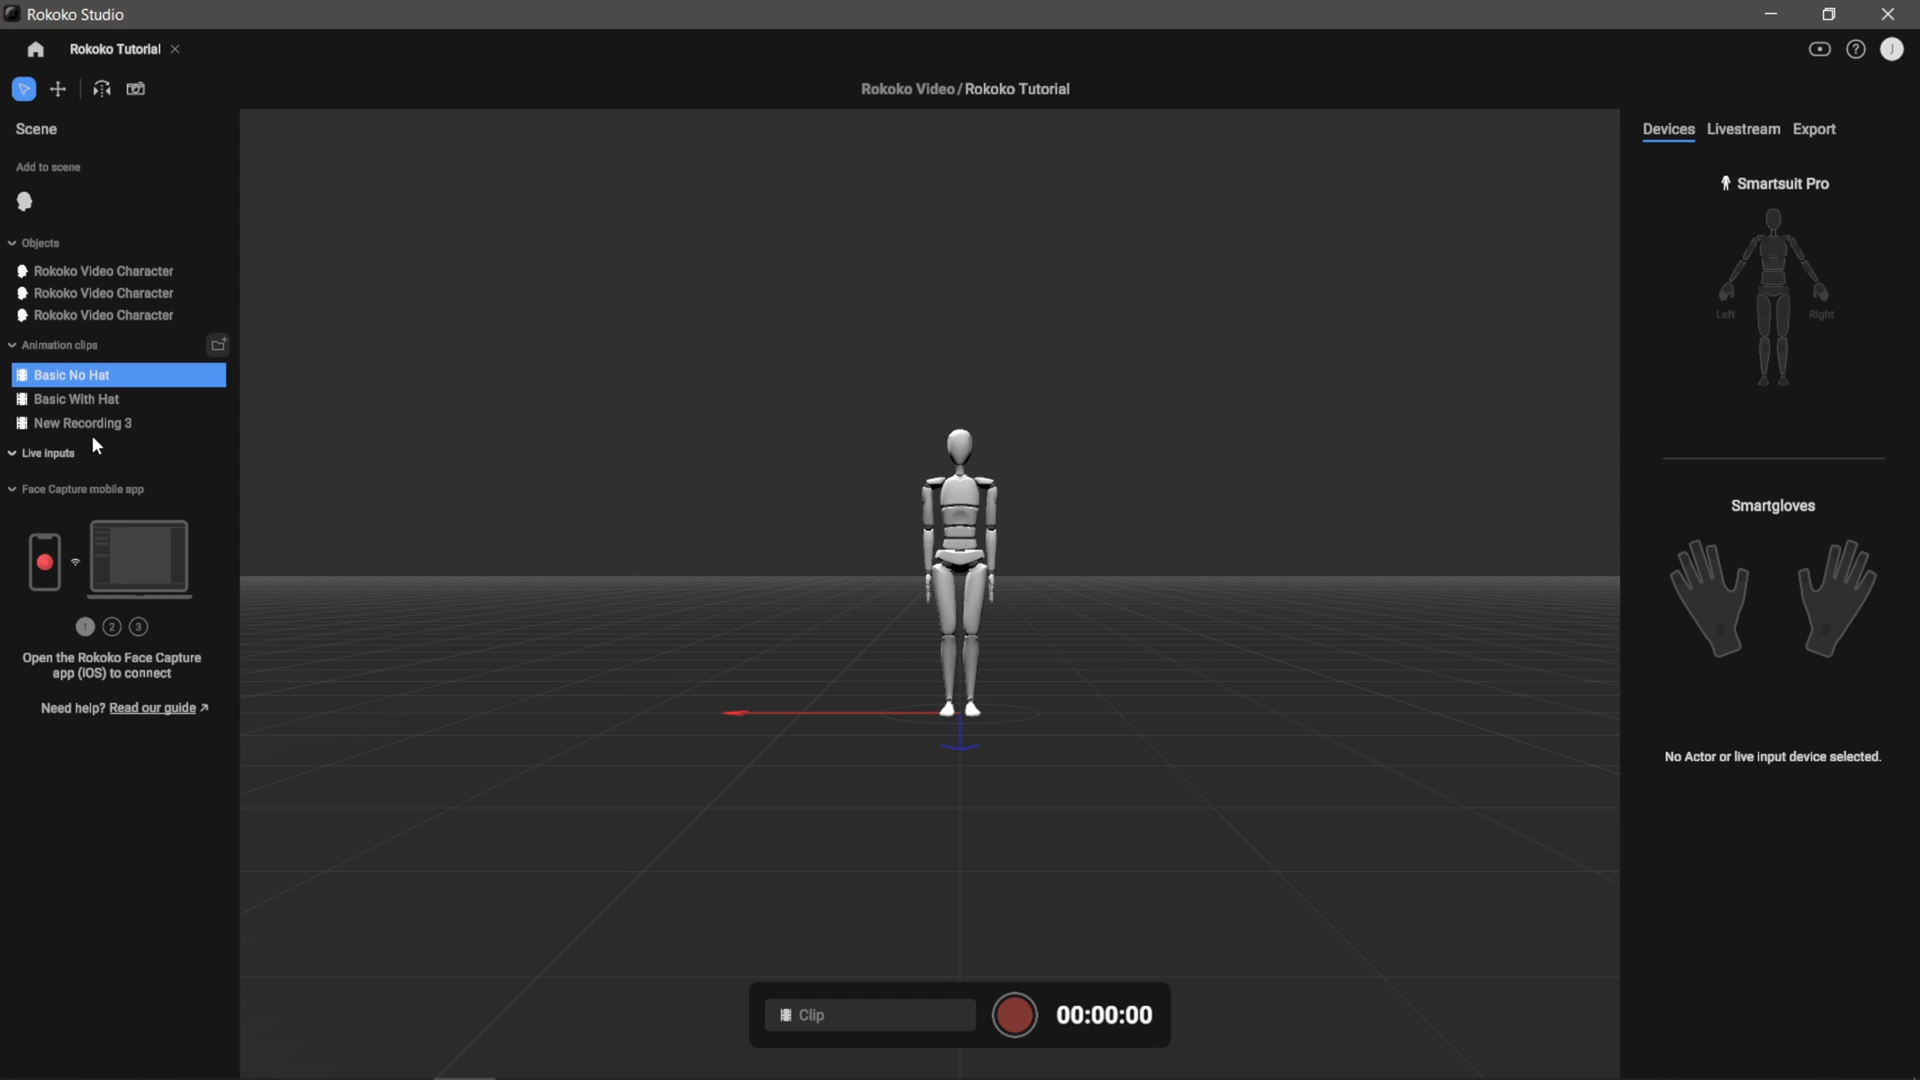 Rokoko Studio
Rokoko Tutorial
J
Rokoko Video / Rokoko Tutorial
Scene
Add to scene
Objects
Rokoko Video Character
Rokoko Video Character
Rokoko Video Character
Animation clips
Basic No Hat
Basic With Hat
New Recording 3
Live inputs
Face Capture mobile app
1 2 3
Open the Rokoko Face Capture
app (iOS) to connect
Need help? Read our guide
Clip
00:00:00
Devices Livestream Export
Smartsuit Pro
Left Right
Smartgloves
No Actor or live input device selected.